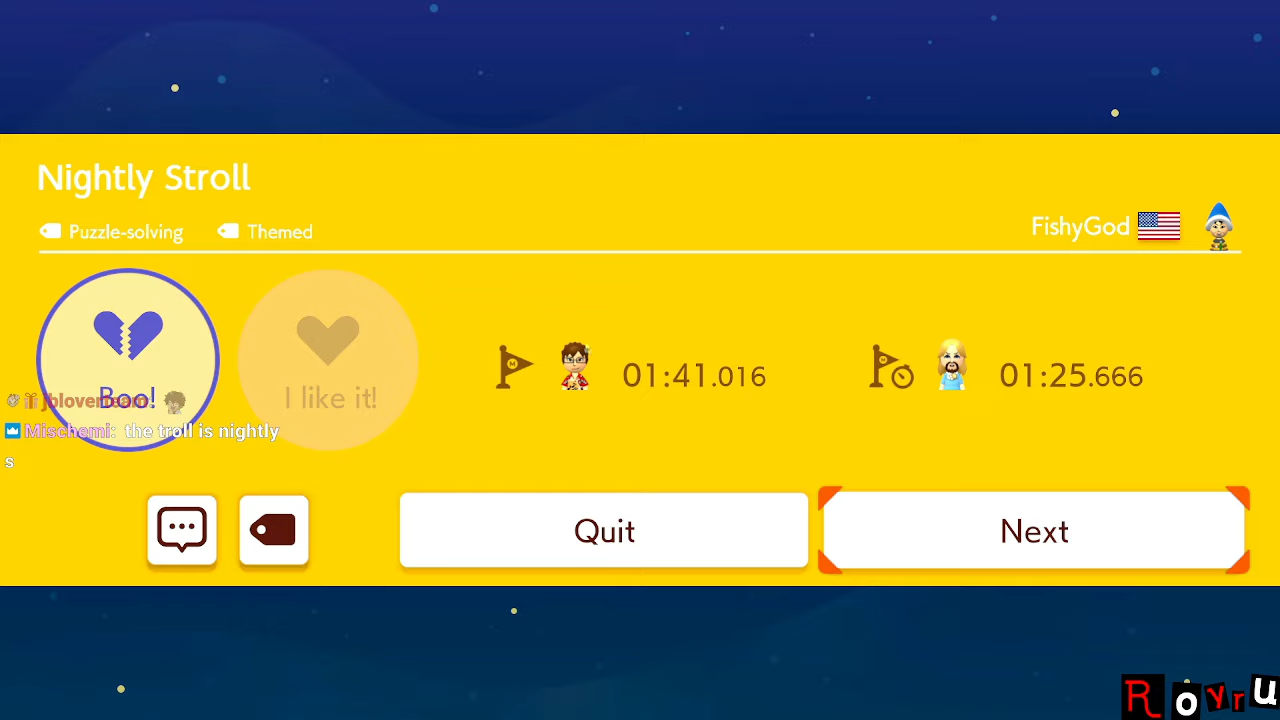 Nightly Stroll
Puzzle-solving Themed
FishyGod
Boo!
I like it!
M 01:41.016
M 01:25.666
Mischemi: the troll is nightly
s
Quit
Next
Royru